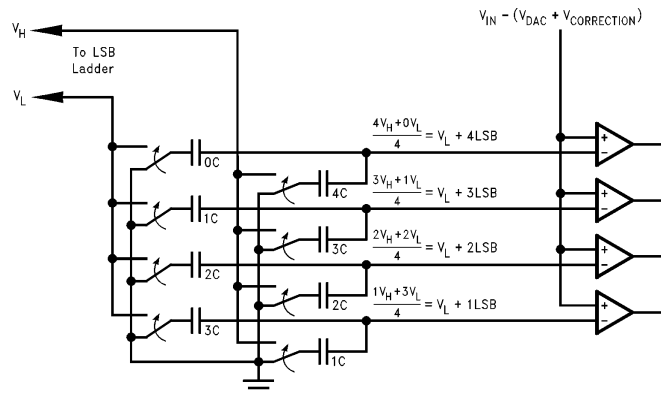 V_H
To LSB
Ladder
V_L
V_IN − (V_DAC + V_CORRECTION)
(4V_H + 0V_L)/4 = V_L + 4LSB
0C
4C
(3V_H + 1V_L)/4 = V_L + 3LSB
1C
3C
(2V_H + 2V_L)/4 = V_L + 2LSB
2C
2C
(1V_H + 3V_L)/4 = V_L + 1LSB
3C
1C
+
−
+
−
+
−
+
−